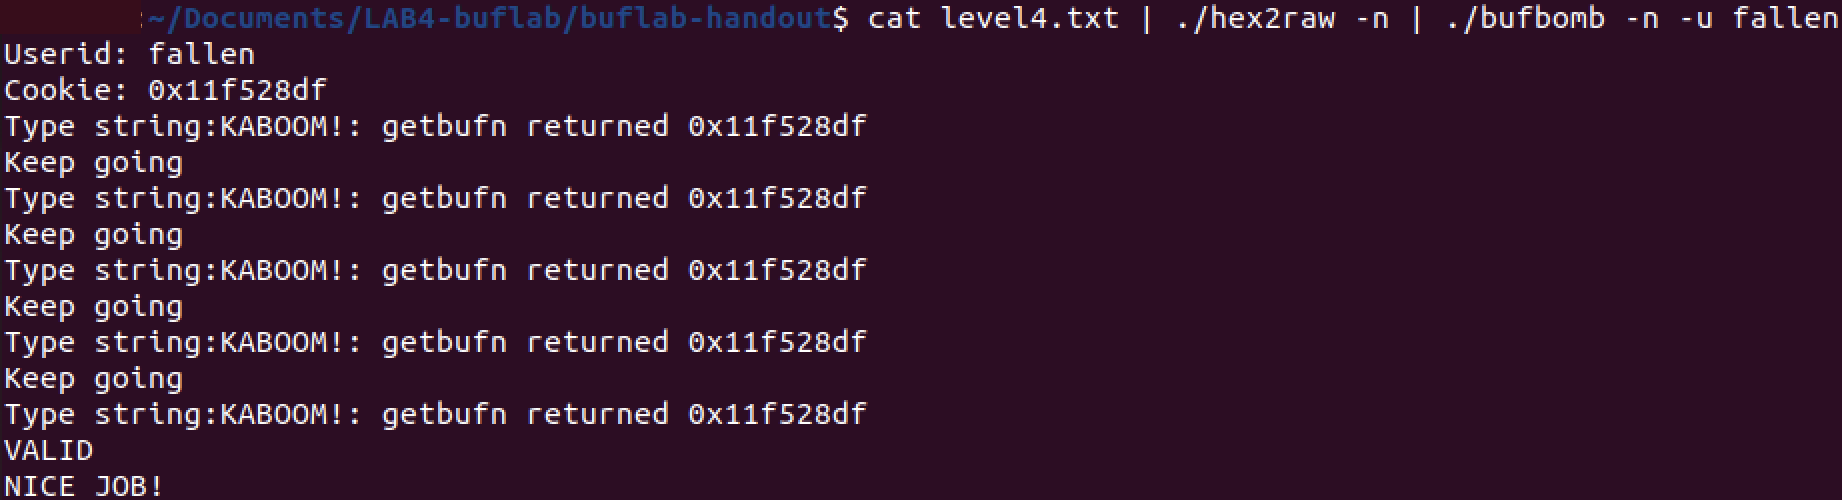 :~/Documents/LAB4-buflab/buflab-handout$ cat level4.txt | ./hex2raw -n | ./bufbomb -n -u fallen
Userid: fallen
Cookie: 0x11f528df
Type string:KABOOM!: getbufn returned 0x11f528df
Keep going
Type string:KABOOM!: getbufn returned 0x11f528df
Keep going
Type string:KABOOM!: getbufn returned 0x11f528df
Keep going
Type string:KABOOM!: getbufn returned 0x11f528df
Keep going
Type string:KABOOM!: getbufn returned 0x11f528df
VALID
NICE JOB!